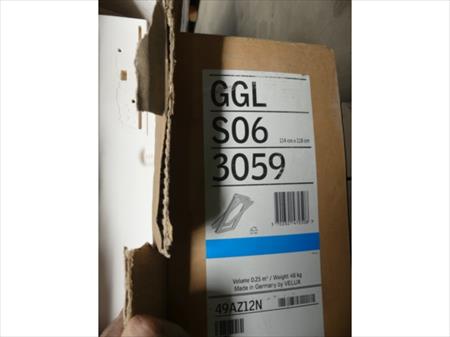 GGL
S06 114 cm x 118 cm
3059
Volume 0.25 m³ / Weight 48 kg
Made in Germany by VELUX
49AZ12N